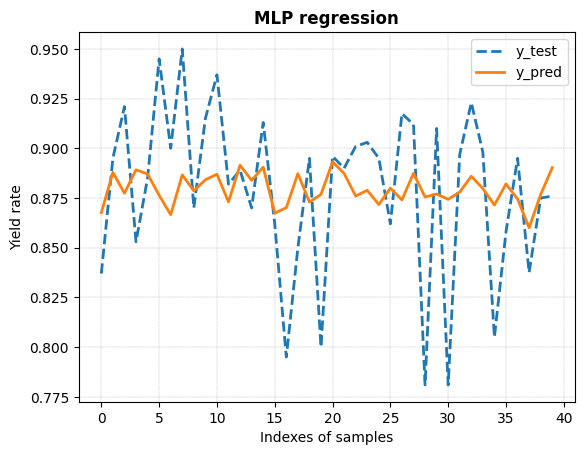 MLP regression
y_test
y_pred
Yield rate
0.950
0.925
0.900
0.875
0.850
0.825
0.800
0.775
0 5 10 15 20 25 30 35 40
Indexes of samples